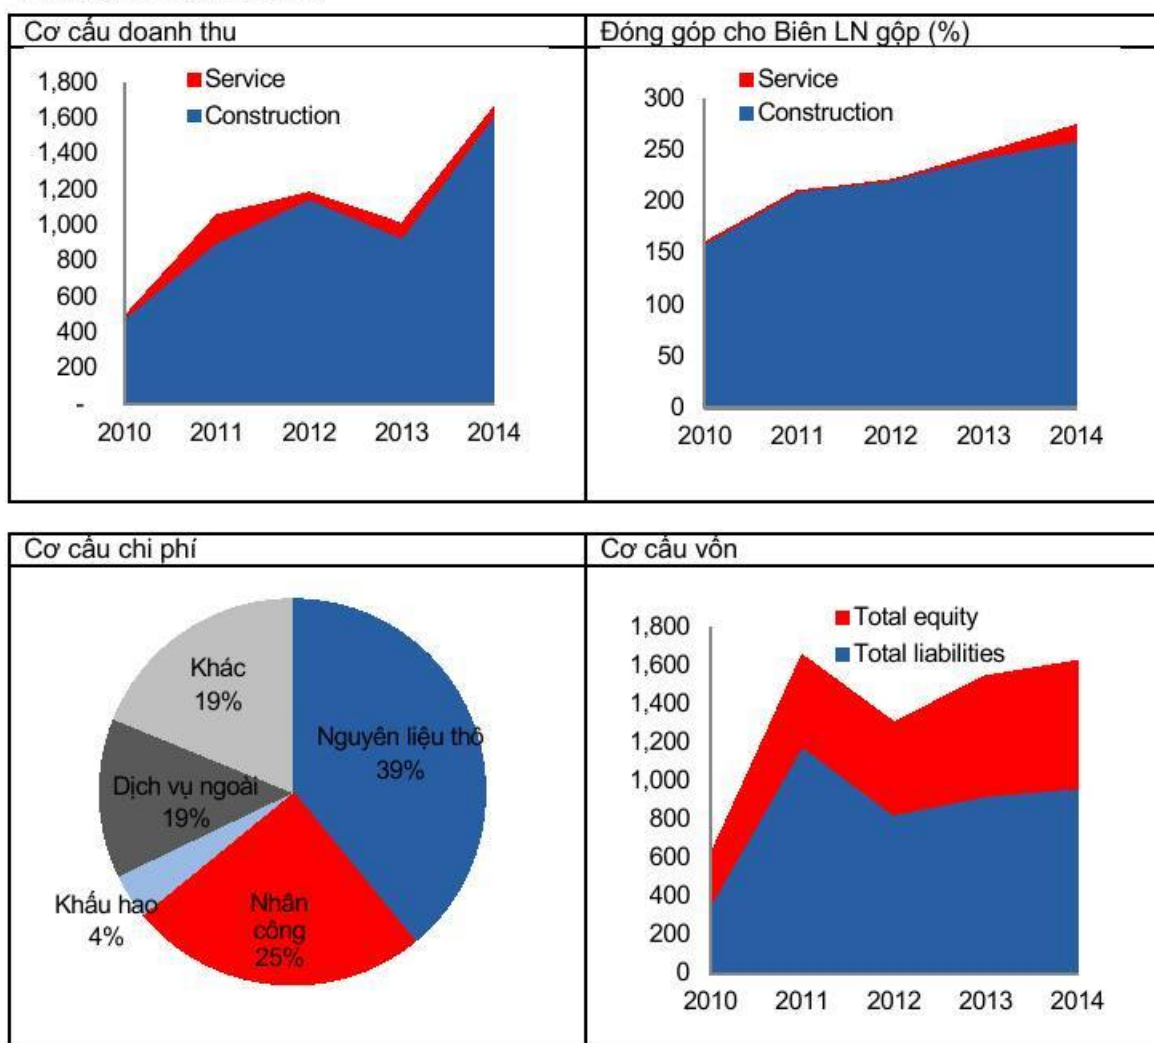 Cơ cấu doanh thu
1,800
1,600
1,400
1,200
1,000
800
600
400
200
-
Service
Construction
2010 2011 2012 2013 2014
Đóng góp cho Biên LN gộp (%)
300
250
200
150
100
50
0
Service
Construction
2010 2011 2012 2013 2014
Cơ cấu chi phí
Khác
19%
Nguyên liệu thô
39%
Dịch vụ ngoài
19%
Khấu hao
4%
Nhân
công
25%
Cơ cấu vốn
1,800
1,600
1,400
1,200
1,000
800
600
400
200
0
Total equity
Total liabilities
2010 2011 2012 2013 2014